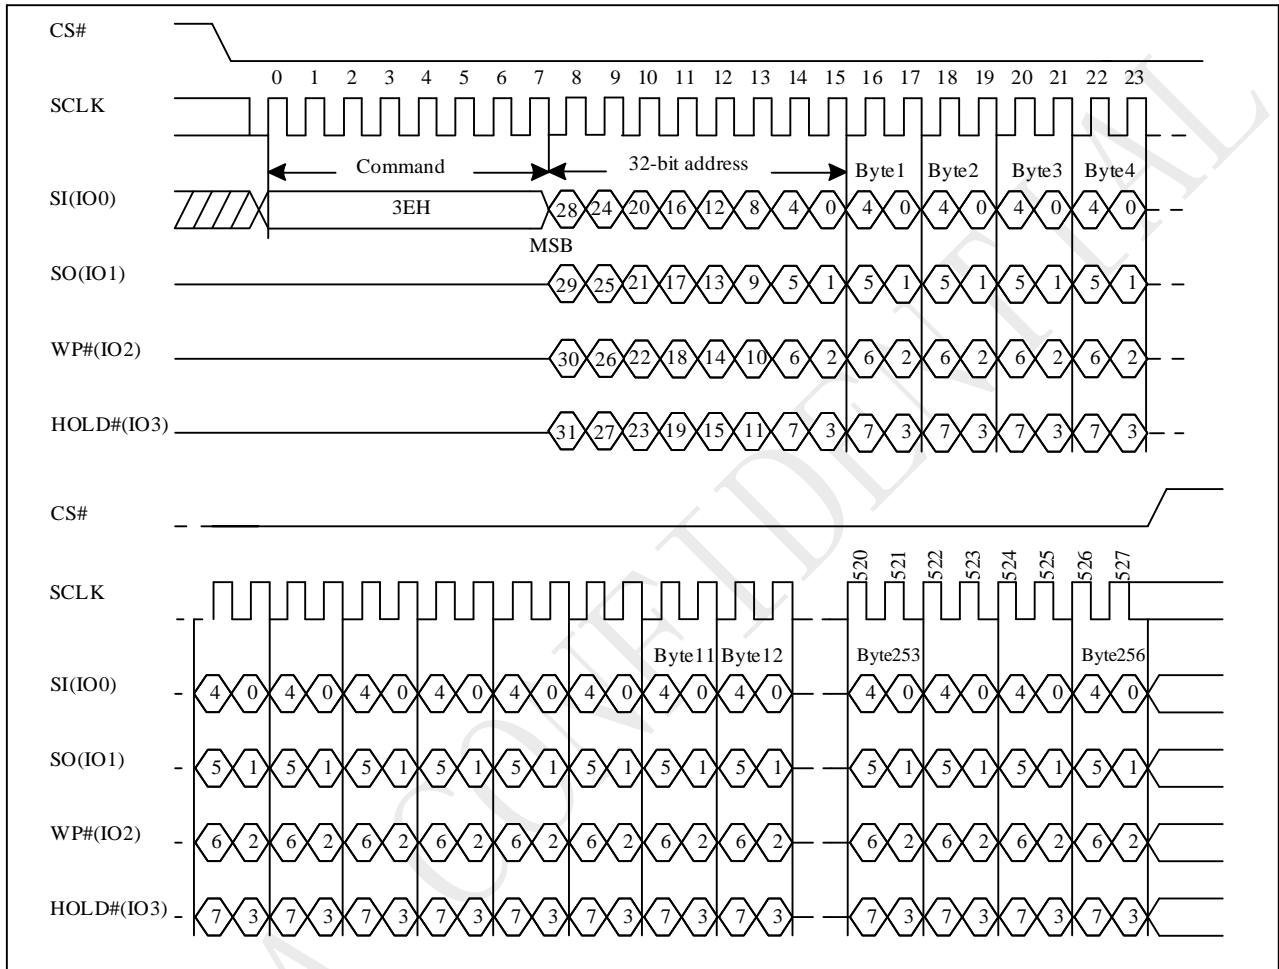 CS#
0 1 2 3 4 5 6 7 8 9 10 11 12 13 14 15 16 17 18 19 20 21 22 23
SCLK
Command 32-bit address Byte1 Byte2 Byte3 Byte4
SI(IO0) 3EH 28 24 20 16 12 8 4 0 4 0 4 0 4 0 4 0
MSB
SO(IO1) 29 25 21 17 13 9 5 1 5 1 5 1 5 1 5 1
WP#(IO2) 30 26 22 18 14 10 6 2 6 2 6 2 6 2 6 2
HOLD#(IO3) 31 27 23 19 15 11 7 3 7 3 7 3 7 3 7 3
CS#
520 521 522 523 524 525 526 527
SCLK
Byte11 Byte12 Byte253 Byte256
SI(IO0) 4 0 4 0 4 0 4 0 4 0 4 0 4 0 4 0 4 0 4 0 4 0 4 0
SO(IO1) 5 1 5 1 5 1 5 1 5 1 5 1 5 1 5 1 5 1 5 1 5 1 5 1
WP#(IO2) 6 2 6 2 6 2 6 2 6 2 6 2 6 2 6 2 6 2 6 2 6 2 6 2
HOLD#(IO3) 7 3 7 3 7 3 7 3 7 3 7 3 7 3 7 3 7 3 7 3 7 3 7 3
CONFIDENTIAL